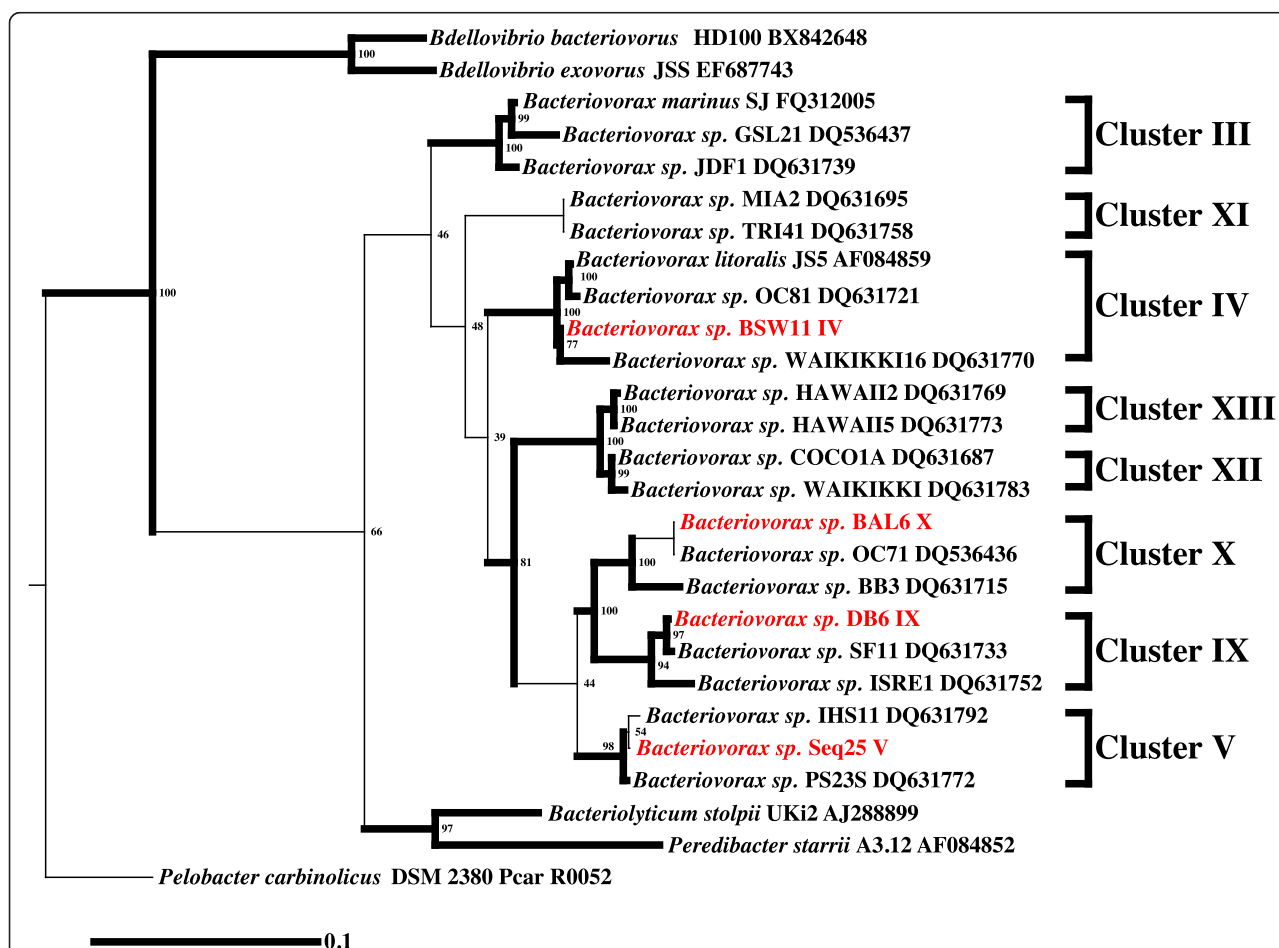 Bdellovibrio bacteriovorus HD100 BX842648
100
Bdellovibrio exovorus JSS EF687743
Bacteriovorax marinus SJ FQ312005
99
Bacteriovorax sp. GSL21 DQ536437
100
Bacteriovorax sp. JDF1 DQ631739
Cluster III
Bacteriovorax sp. MIA2 DQ631695
Bacteriovorax sp. TRI41 DQ631758
Cluster XI
46
Bacteriovorax litoralis JS5 AF084859
100
Bacteriovorax sp. OC81 DQ631721
100
Bacteriovorax sp. BSW11 IV
77
Bacteriovorax sp. WAIKIKKI16 DQ631770
Cluster IV
100
48
Bacteriovorax sp. HAWAII2 DQ631769
100
Bacteriovorax sp. HAWAII5 DQ631773
Cluster XIII
39
100
Bacteriovorax sp. COCO1A DQ631687
99
Bacteriovorax sp. WAIKIKKI DQ631783
Cluster XII
66
81
Bacteriovorax sp. BAL6 X
Bacteriovorax sp. OC71 DQ536436
100
Bacteriovorax sp. BB3 DQ631715
Cluster X
100
Bacteriovorax sp. DB6 IX
97
Bacteriovorax sp. SF11 DQ631733
94
Bacteriovorax sp. ISRE1 DQ631752
Cluster IX
44
Bacteriovorax sp. IHS11 DQ631792
54
Bacteriovorax sp. Seq25 V
98
Bacteriovorax sp. PS23S DQ631772
Cluster V
Bacteriolyticum stolpii UKi2 AJ288899
97
Peredibacter starrii A3.12 AF084852
Pelobacter carbinolicus DSM 2380 Pcar R0052
0.1